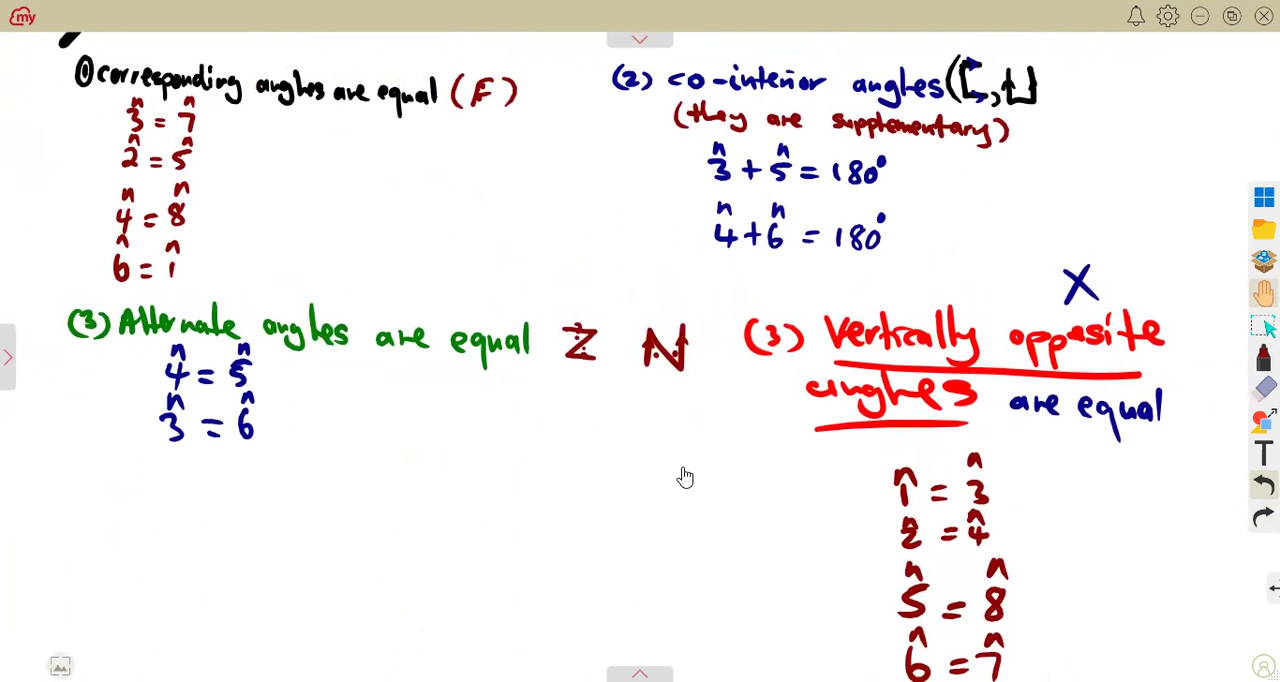 my
① corresponding angles are equal (F)
3̂ = 7̂
2̂ = 5̂
4̂ = 8̂
6̂ = 1̂
(2) co-interior angles (
(they are supplementary)
3̂ + 5̂ = 180°
4̂ + 6̂ = 180°
(3) Alternate angles are equal Z N
4̂ = 5̂
3̂ = 6̂
X
(3) Vertically opposite
angles are equal
1̂ = 3̂
2̂ = 4̂
5̂ = 8̂
6̂ = 7̂
T